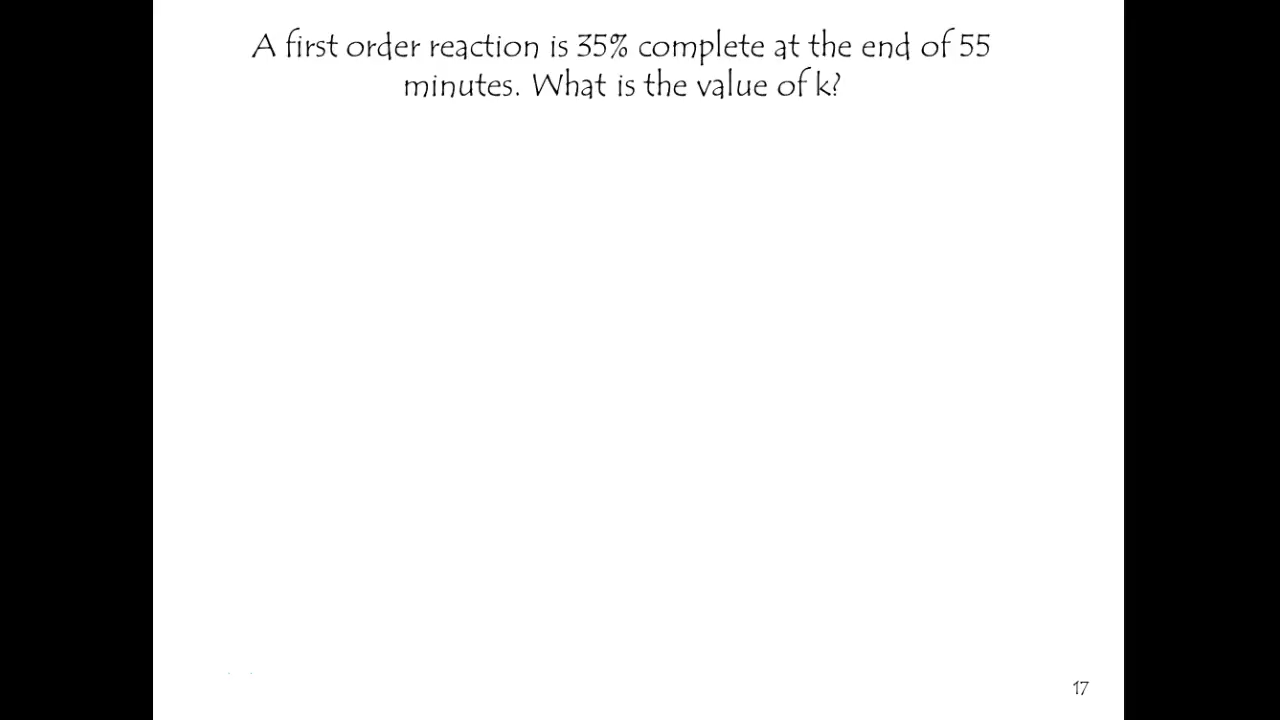 A first order reaction is 35% complete at the end of 55
minutes. What is the value of k?
17